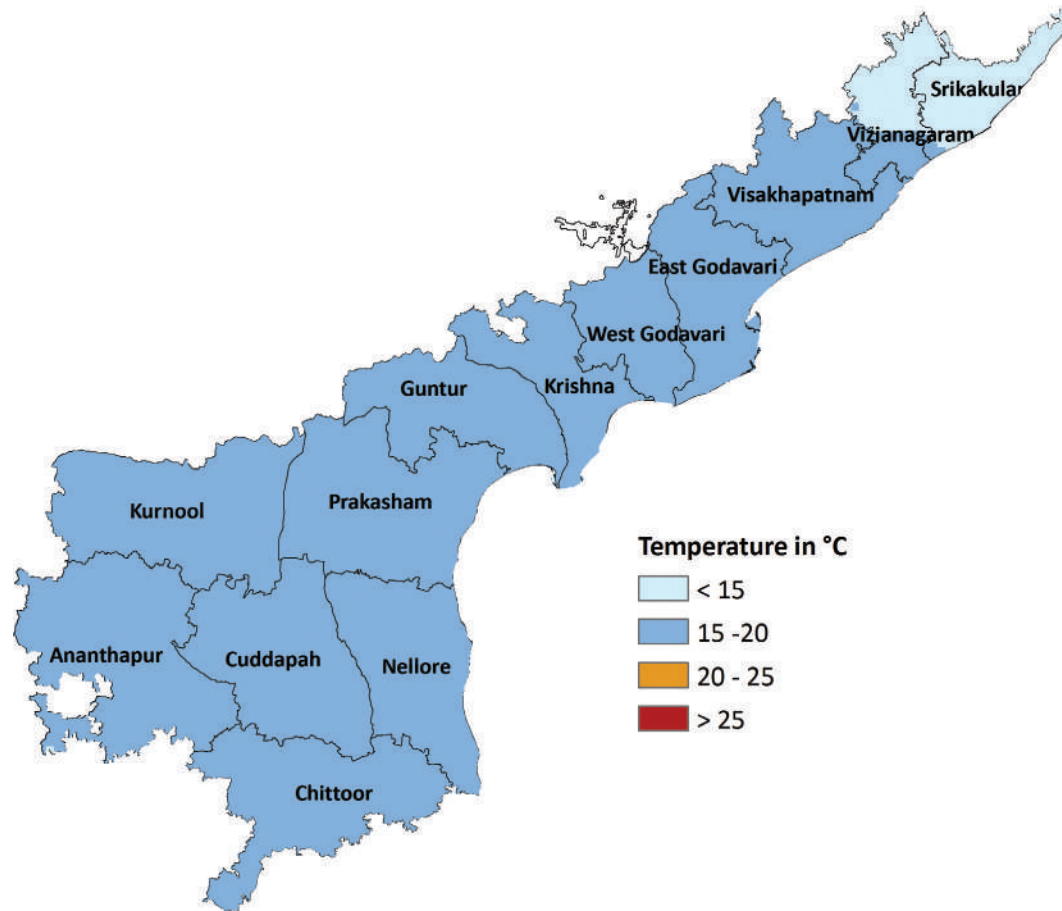 Srikakular
Vizianagaram
Visakhapatnam
East Godavari
West Godavari
Krishna
Guntur
Prakasham
Kurnool
Ananthapur
Cuddapah
Nellore
Chittoor
Temperature in °C
< 15
15 -20
20 - 25
> 25